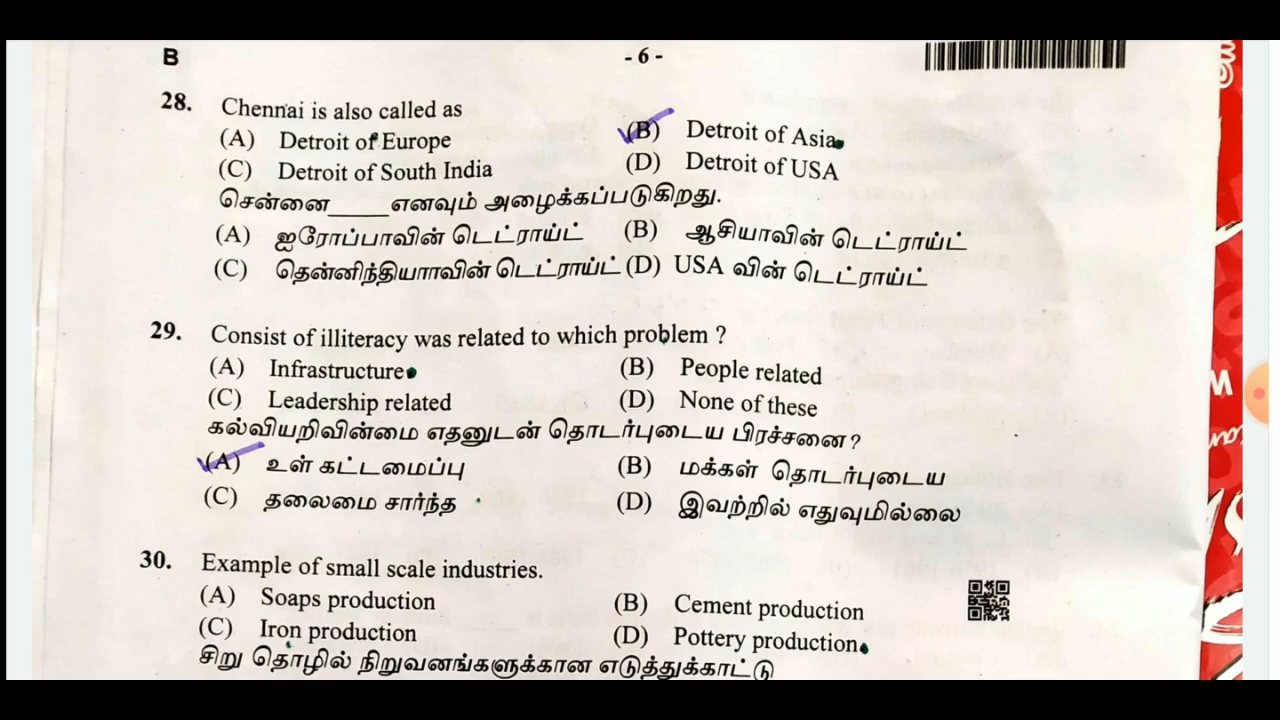 B
- 6 -
28. Chennai is also called as
(A) Detroit of Europe (B) Detroit of Asia
(C) Detroit of South India (D) Detroit of USA
சென்னை_____எனவும் அழைக்கப்படுகிறது.
(A) ஐரோப்பாவின் டெட்ராய்ட் (B) ஆசியாவின் டெட்ராய்ட்
(C) தென்னிந்தியாாவின் டெட்ராய்ட் (D) USA வின் டெட்ராய்ட்
29. Consist of illiteracy was related to which problem ?
(A) Infrastructure (B) People related
(C) Leadership related (D) None of these
கல்வியறிவின்மை எதனுடன் தொடர்புடைய பிரச்சனை?
(A) உள் கட்டமைப்பு (B) மக்கள் தொடர்புடைய
(C) தலைமை சார்ந்த (D) இவற்றில் எதுவுமில்லை
30. Example of small scale industries.
(A) Soaps production (B) Cement production
(C) Iron production (D) Pottery production
சிறு தொழில் நிறுவனங்களுக்கான எடுத்துக்காட்டு